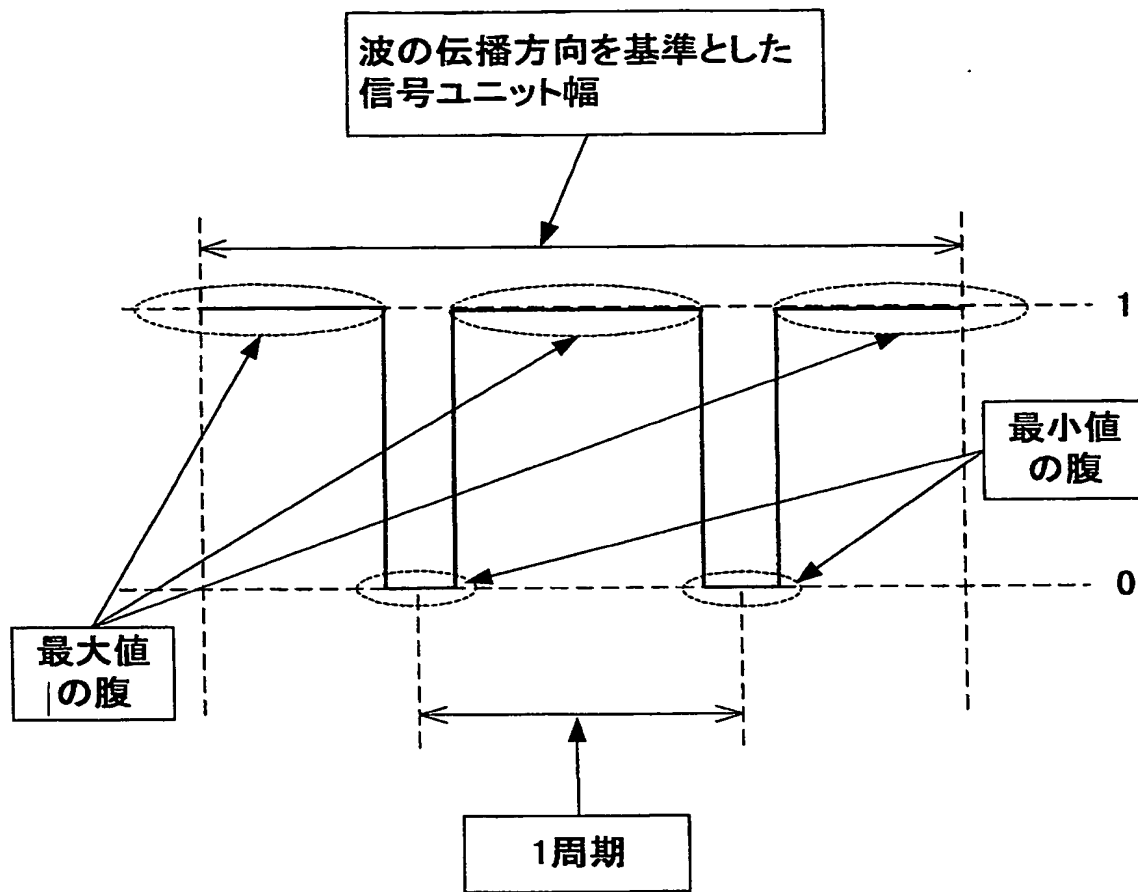 波の伝播方向を基準とした
信号ユニット幅
1
最小値
の腹
0
最大値
の腹
1周期